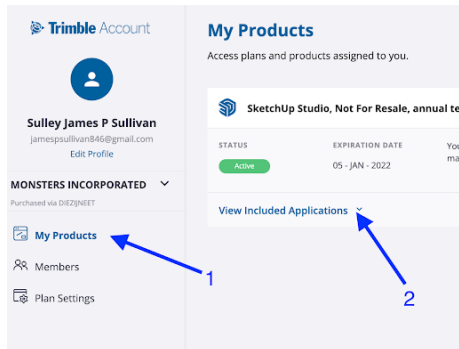 Trimble Account
Sulley James P Sullivan
jamespsullivan846@gmail.com
Edit Profile
MONSTERS INCORPORATED
Purchased via DIEZIJNEET
My Products
Members
Plan Settings
My Products
Access plans and products assigned to you.
SketchUp Studio, Not For Resale, annual te
STATUS
EXPIRATION DATE
You
Active
05 - JAN - 2022
ma
View Included Applications
1
2